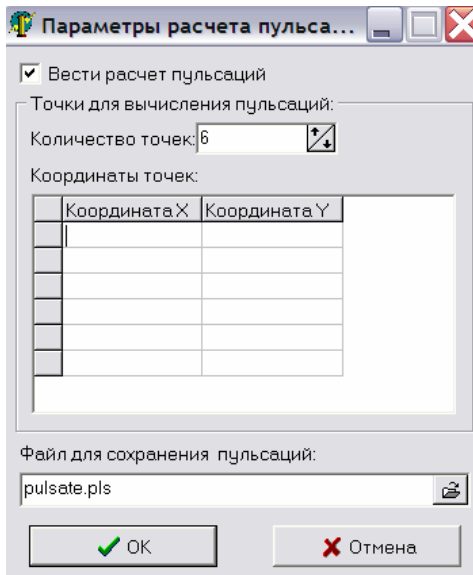 Параметры расчета пульса...
Вести расчет пульсаций
Точки для вычисления пульсаций:
Количество точек: 6
Координаты точек:
Координата X Координата Y
Файл для сохранения пульсаций:
pulsate.pls
OK Отмена